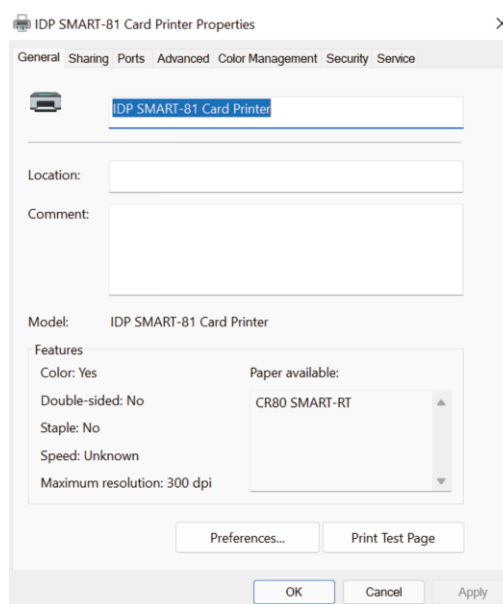 IDP SMART-81 Card Printer Properties
General Sharing Ports Advanced Color Management Security Service
IDP SMART-81 Card Printer
Location:
Comment:
Model: IDP SMART-81 Card Printer
Features
Color: Yes Paper available:
Double-sided: No CR80 SMART-RT
Staple: No
Speed: Unknown
Maximum resolution: 300 dpi
Preferences... Print Test Page
OK Cancel Apply